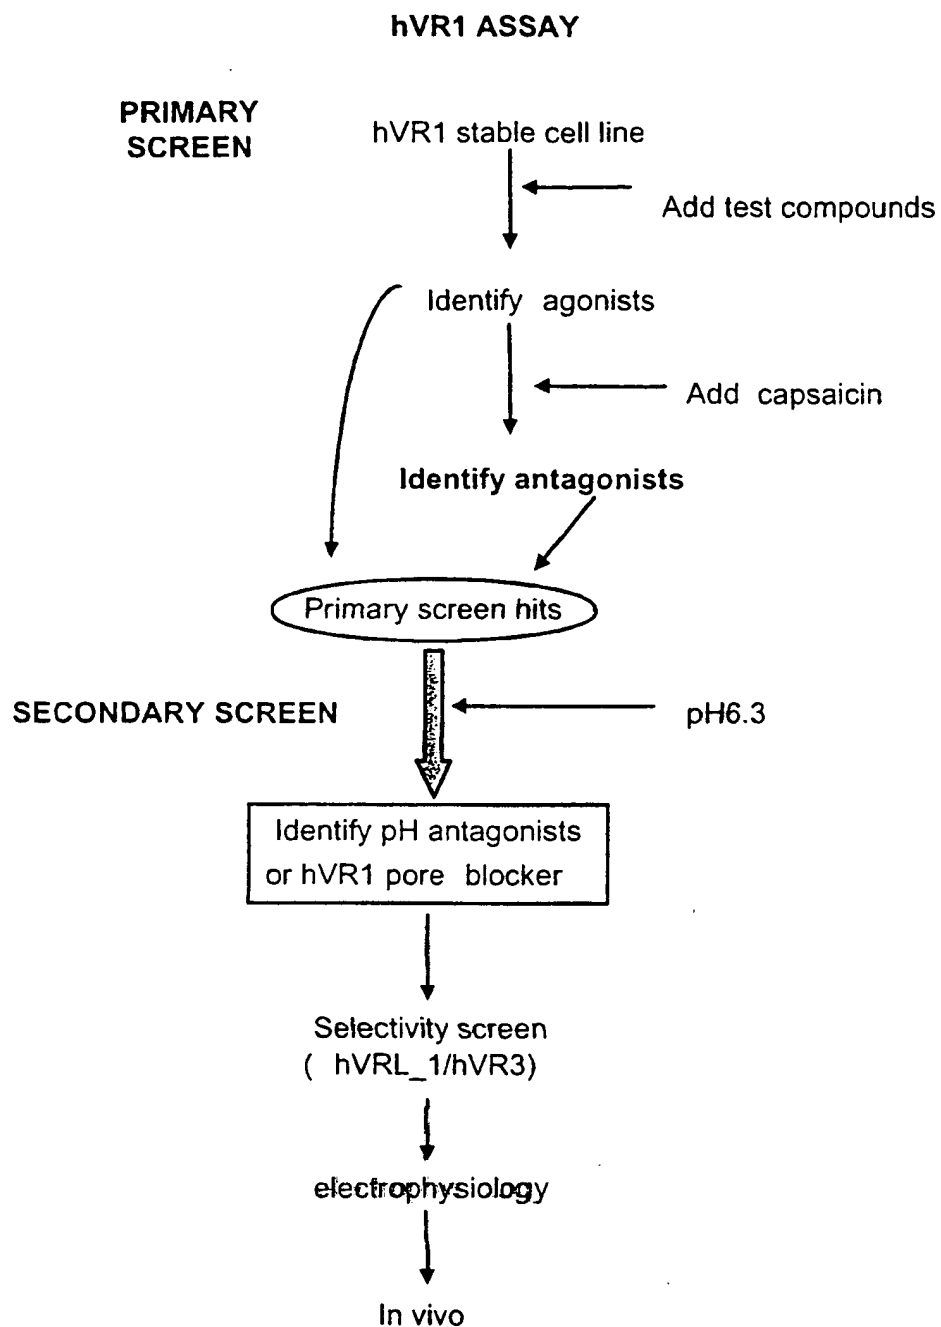 hVR1 ASSAY
PRIMARY
SCREEN
hVR1 stable cell line
Add test compounds
Identify agonists
Add capsaicin
Identify antagonists
Primary screen hits
SECONDARY SCREEN
pH6.3
Identify pH antagonists
or hVR1 pore blocker
Selectivity screen
( hVRL_1/hVR3)
electrophysiology
In vivo